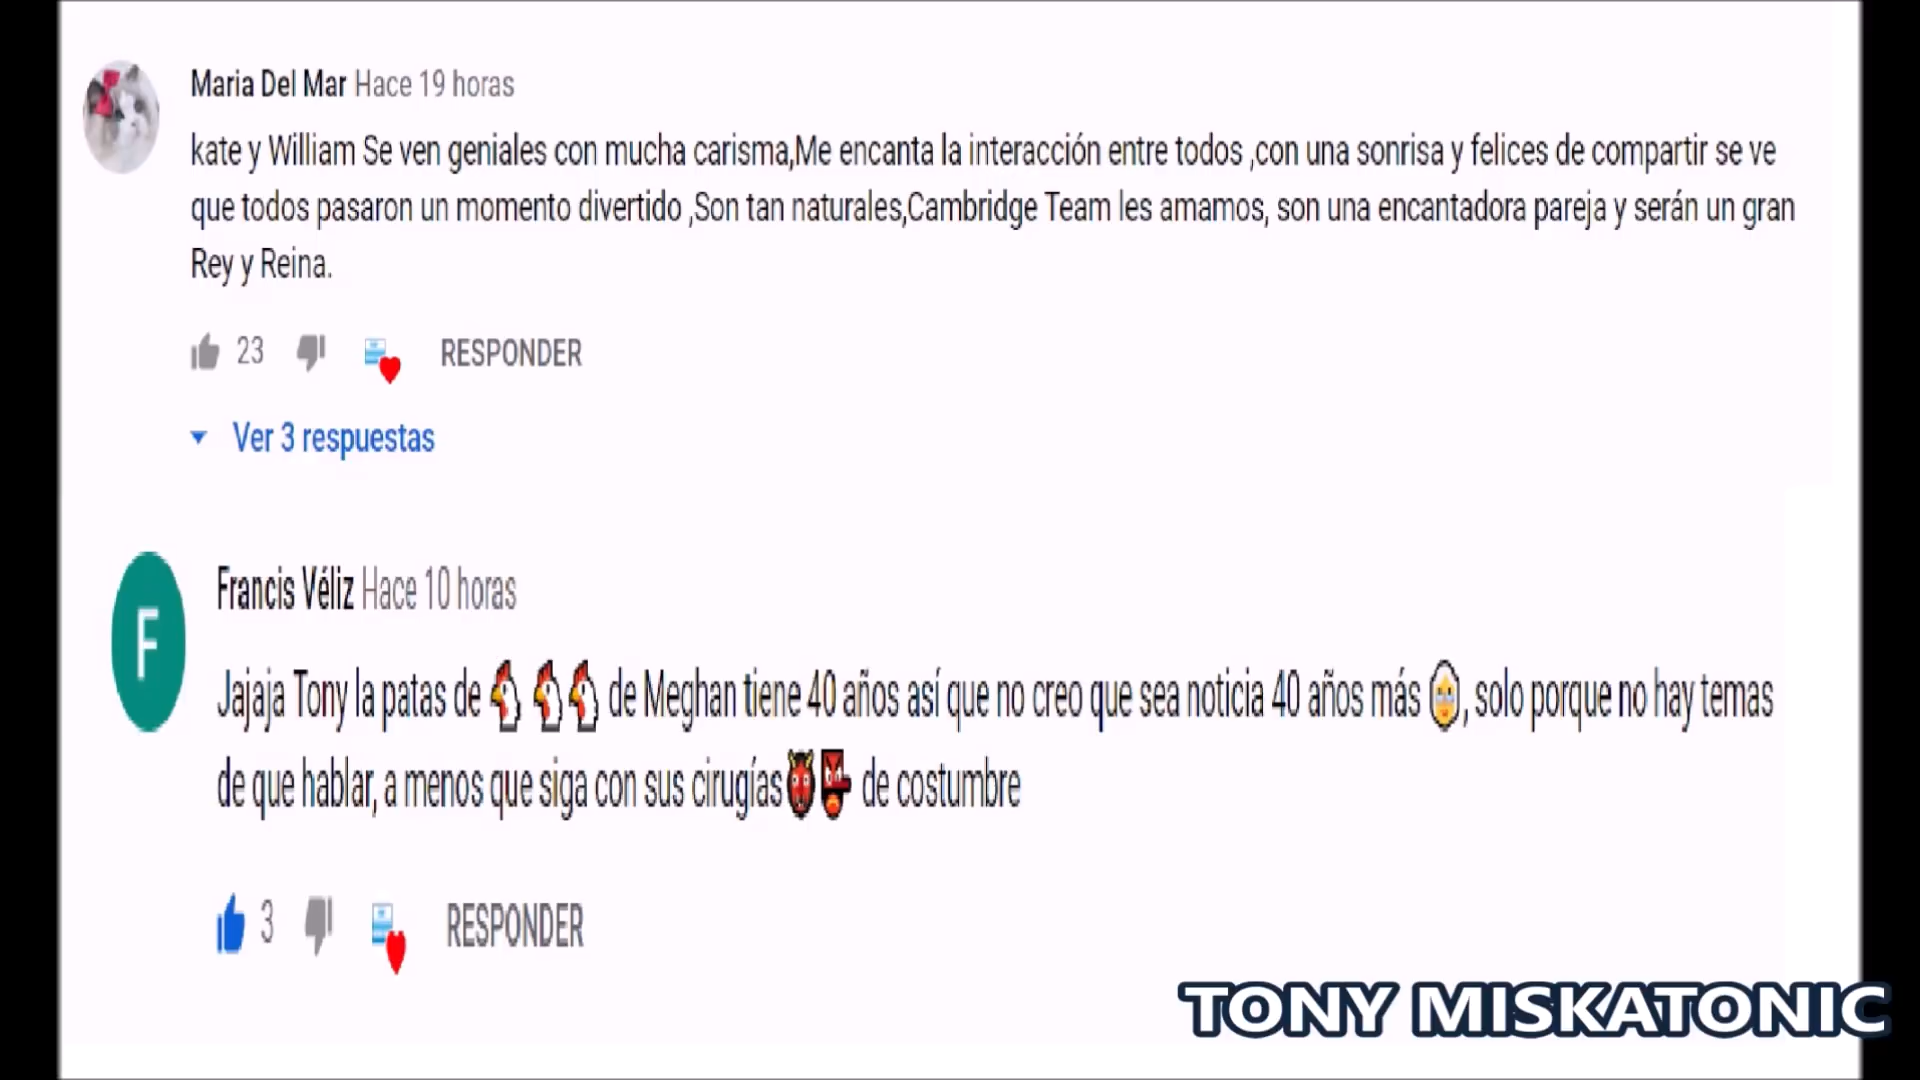 Maria Del Mar Hace 19 horas
kate y William Se ven geniales con mucha carisma,Me encanta la interacción entre todos ,con una sonrisa y felices de compartir se ve
que todos pasaron un momento divertido ,Son tan naturales,Cambridge Team les amamos, son una encantadora pareja y serán un gran
Rey y Reina.
23 RESPONDER
Ver 3 respuestas
F
Francis Véliz Hace 10 horas
Jajaja Tony la patas de 🐔 🐔🐔 de Meghan tiene 40 años así que no creo que sea noticia 40 años más 👵, solo porque no hay temas
de que hablar, a menos que siga con sus cirugías👹👺 de costumbre
3 RESPONDER
TONY MISKATONIC